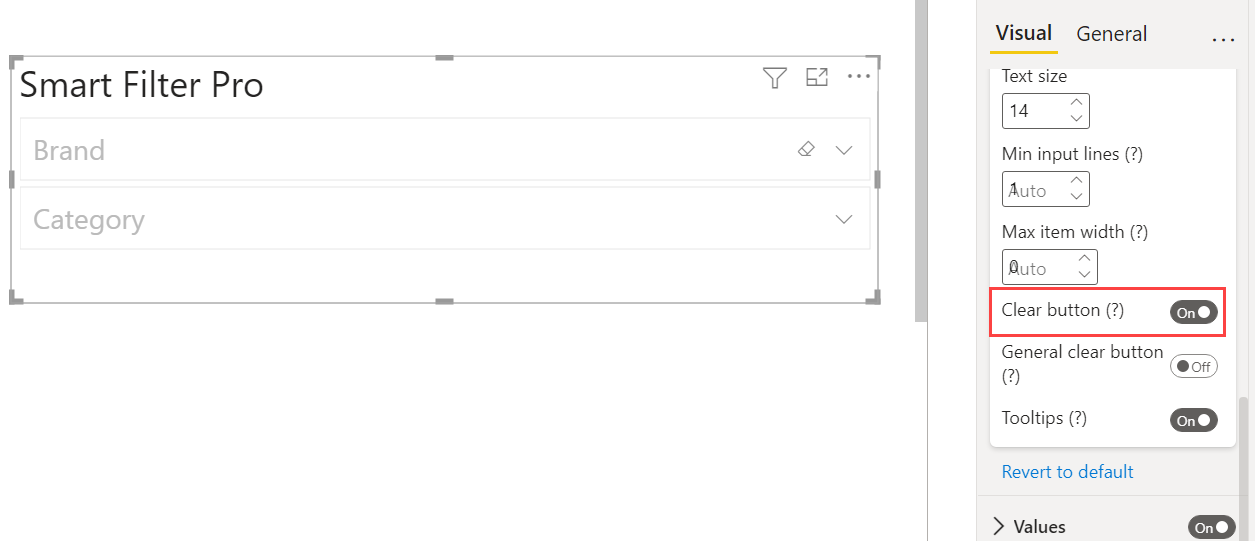 Smart Filter Pro
Brand
Category
Visual
General
Text size
14
Min input lines (?)
1
Auto
Max item width (?)
0
Auto
Clear button (?)
On
General clear button
(?)
Off
Tooltips (?)
On
Revert to default
Values
On